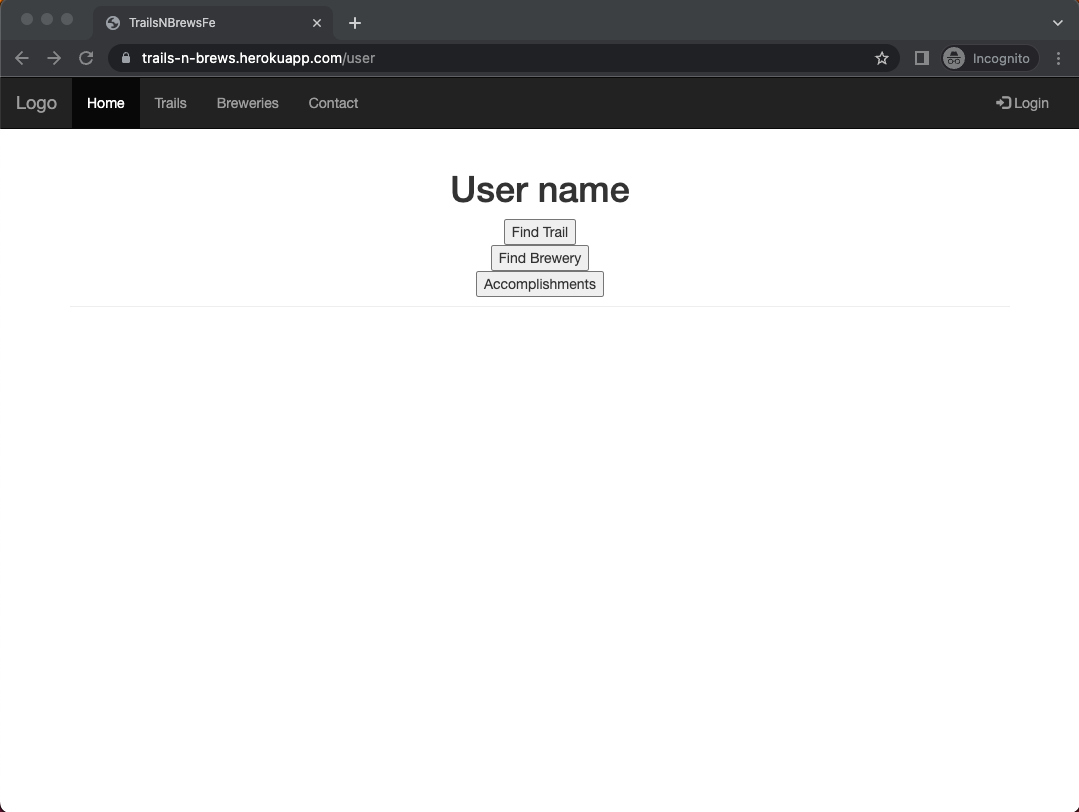 TrailsNBrewsFe
trails-n-brews.herokuapp.com/user
Incognito
Logo Home Trails Breweries Contact Login
User name
Find Trail
Find Brewery
Accomplishments